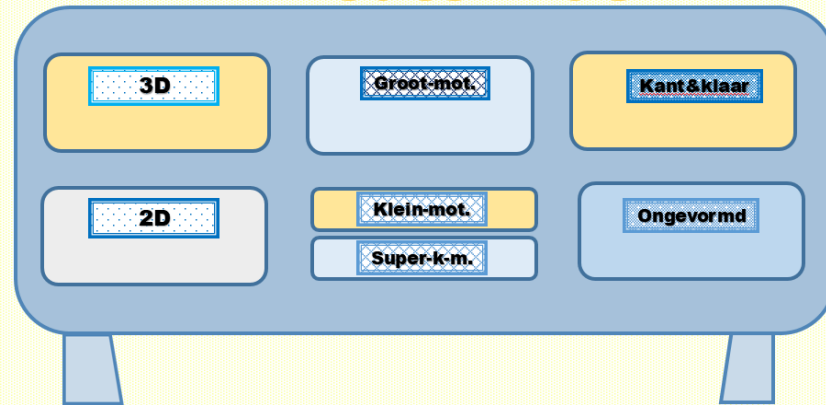 3D
Groot-mot.
Kant&klaar
2D
Klein-mot.
Super-k-m.
Ongevormd